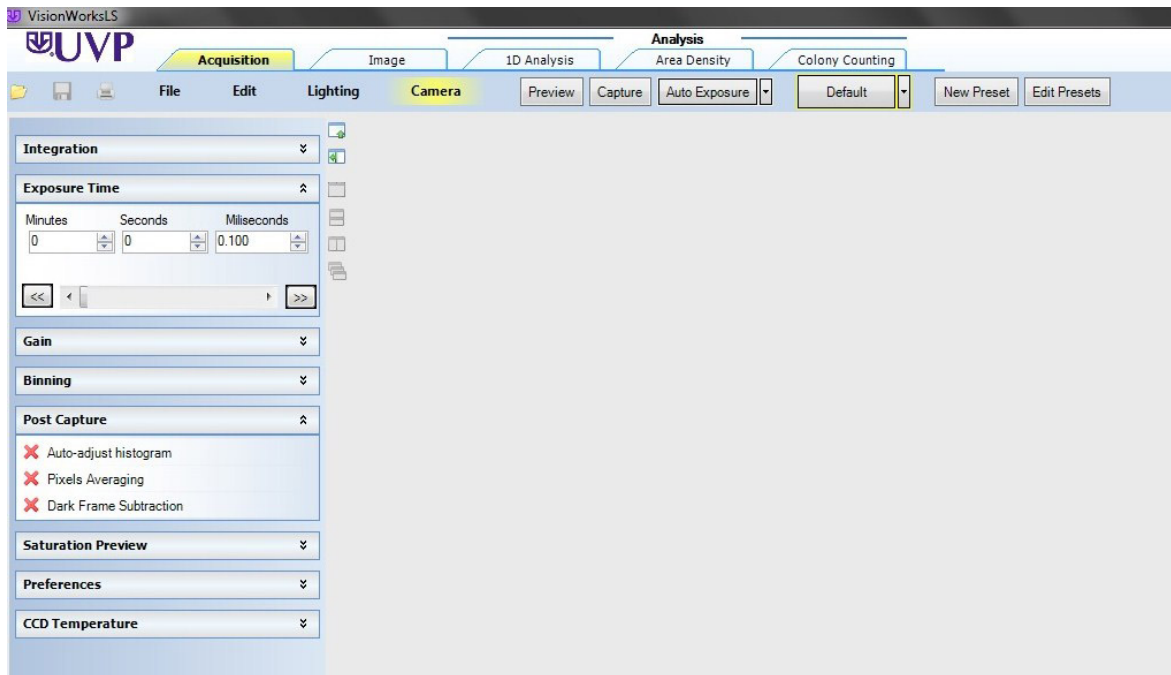 VisionWorksLS
UVP
Analysis
Acquisition Image 1D Analysis Area Density Colony Counting
File Edit Lighting Camera Preview Capture Auto Exposure Default New Preset Edit Presets
Integration
Exposure Time
Minutes Seconds Miliseconds
0 0 0.100
<< >>
Gain
Binning
Post Capture
Auto-adjust histogram
Pixels Averaging
Dark Frame Subtraction
Saturation Preview
Preferences
CCD Temperature